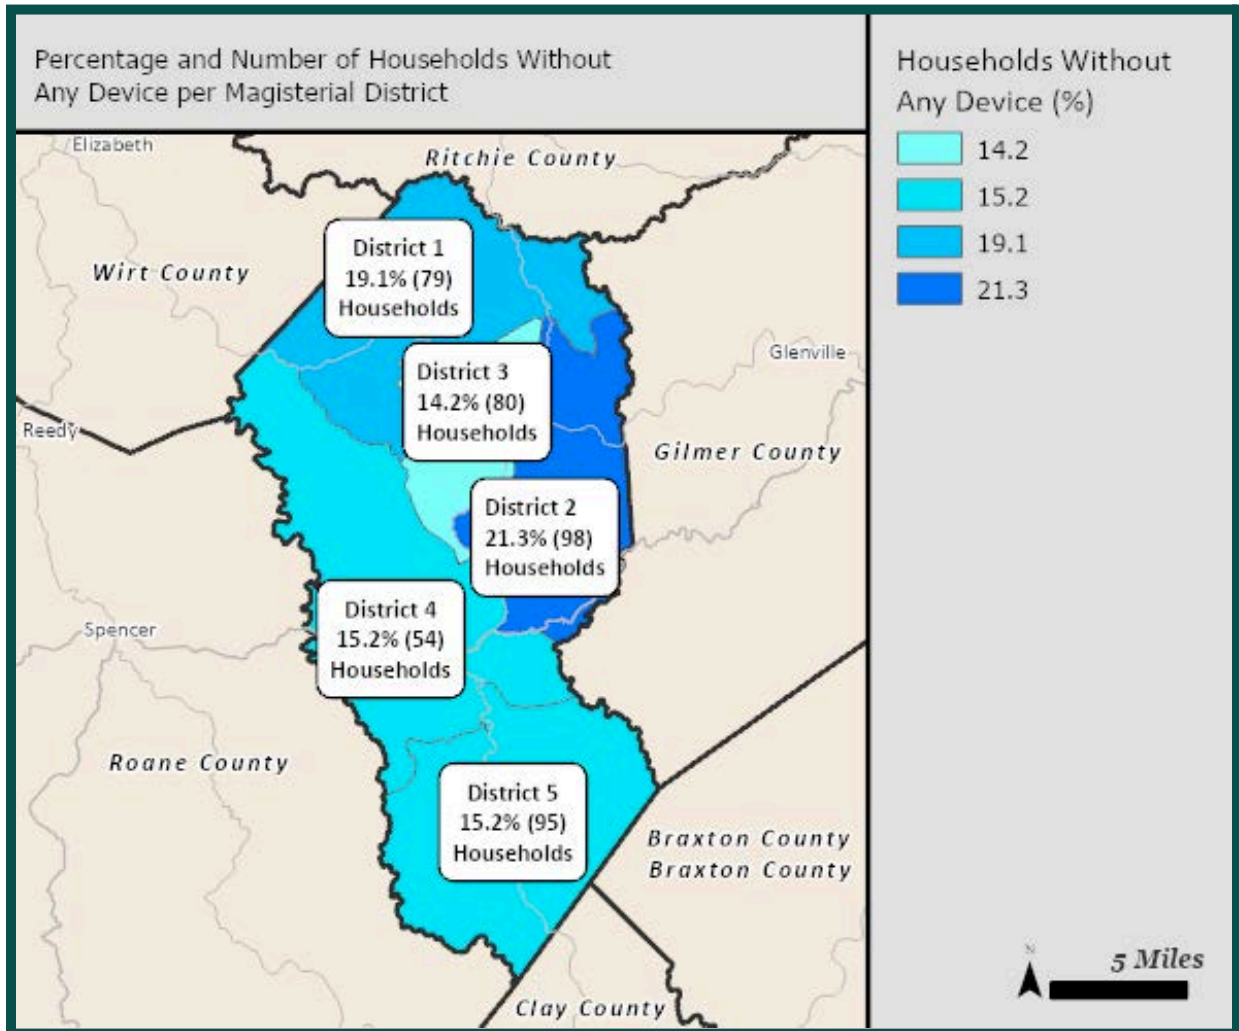 Percentage and Number of Households Without
Any Device per Magisterial District
Households Without
Any Device (%)
14.2
15.2
19.1
21.3
Elizabeth
Ritchie County
District 1
19.1% (79)
Households
Wirt County
Glenville
District 3
14.2% (80)
Households
Reedy
Gilmer County
District 2
21.3% (98)
Households
District 4
15.2% (54)
Households
Spencer
Roane County
District 5
15.2% (95)
Households
Braxton County
Braxton County
N
5 Miles
Clay County